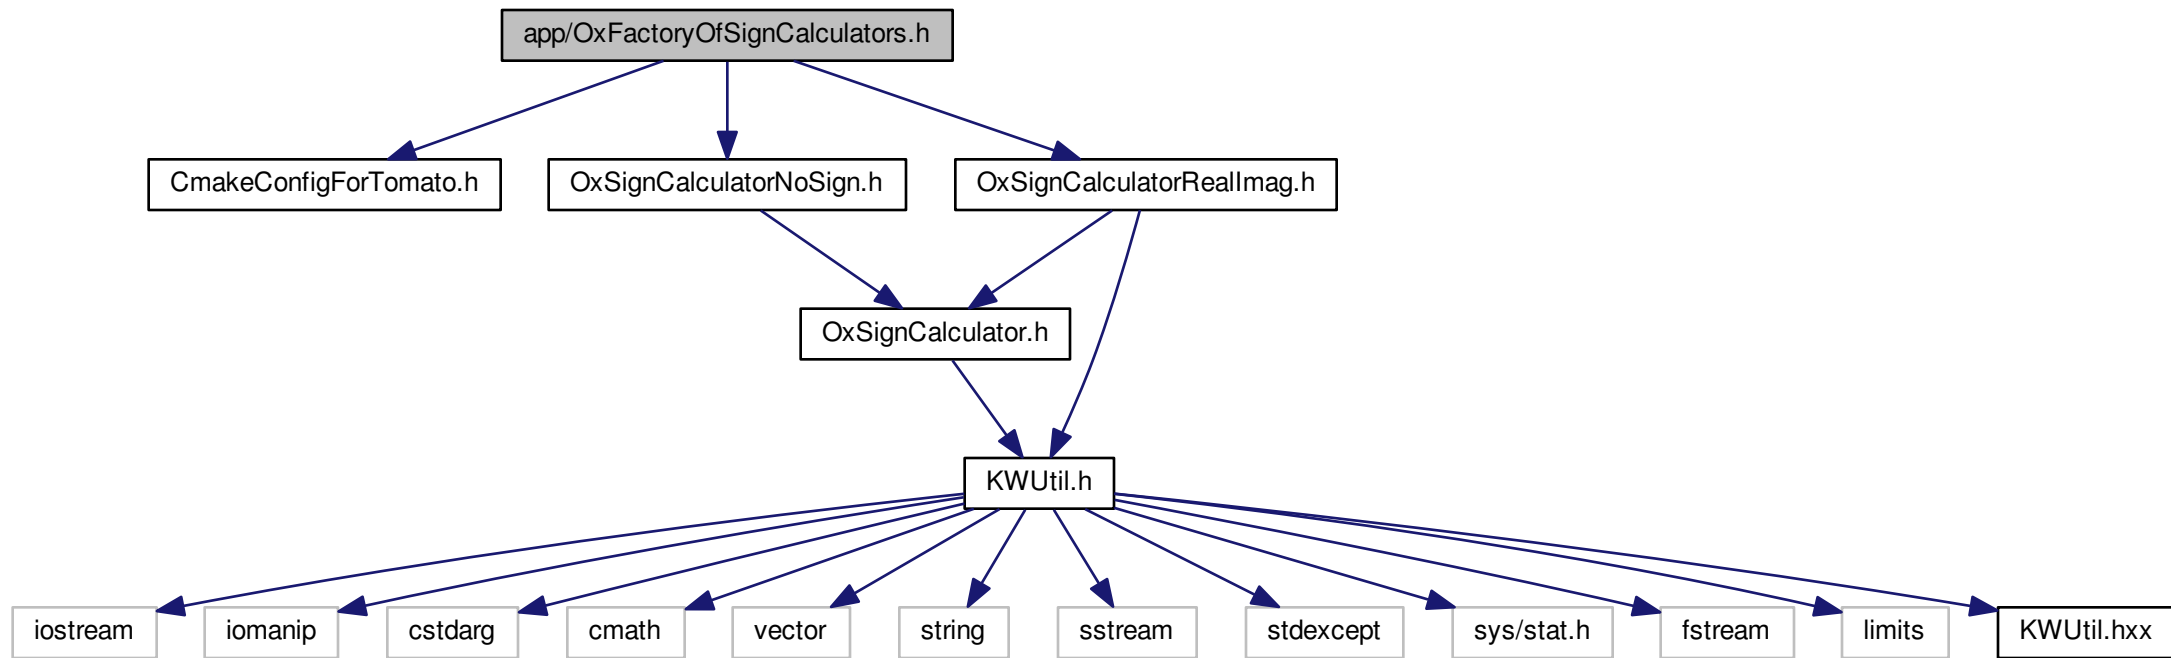 app/OxFactoryOfSignCalculators.h
CmakeConfigForTomato.h
OxSignCalculatorNoSign.h
OxSignCalculatorRealImag.h
OxSignCalculator.h
KWUtil.h
iostream
iomanip
cstdarg
cmath
vector
string
sstream
stdexcept
sys/stat.h
fstream
limits
KWUtil.hxx